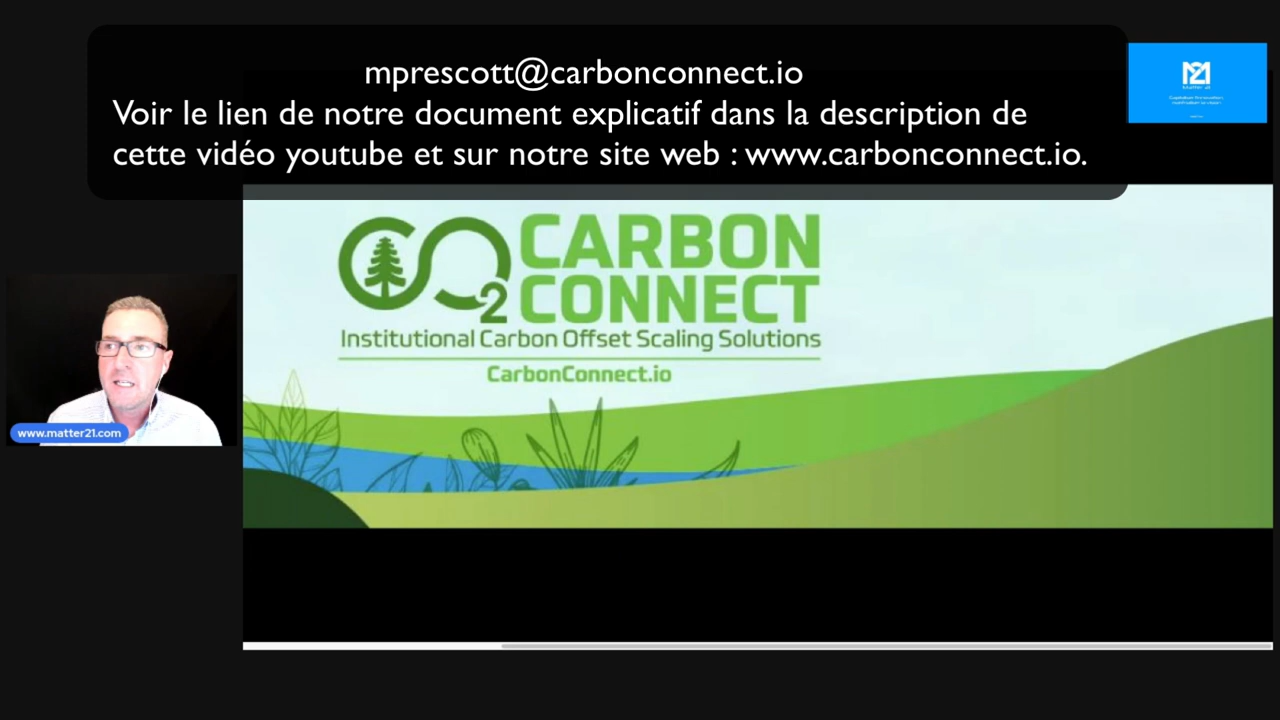 mprescott@carbonconnect.io
Voir le lien de notre document explicatif dans la description de
cette vidéo youtube et sur notre site web : www.carbonconnect.io.
CO2 CARBON
CONNECT
Institutional Carbon Offset Scaling Solutions
CarbonConnect.io
www.matter21.com